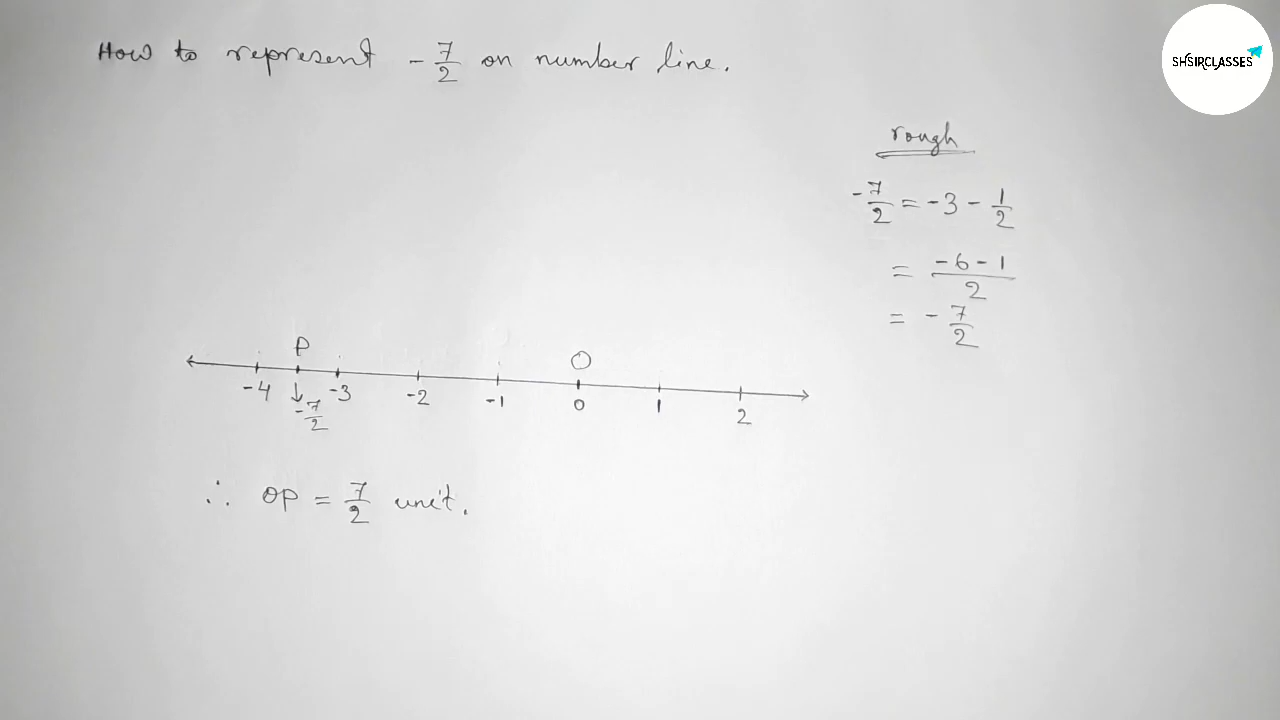 How to represent -7/2 on number line.
SHSIRCLASSES
rough
-7/2 = -3 - 1/2
= -6-1/2
= -7/2
P O
-4 -3 -2 -1 0 1 2
-7/2
∴ OP = 7/2 unit.